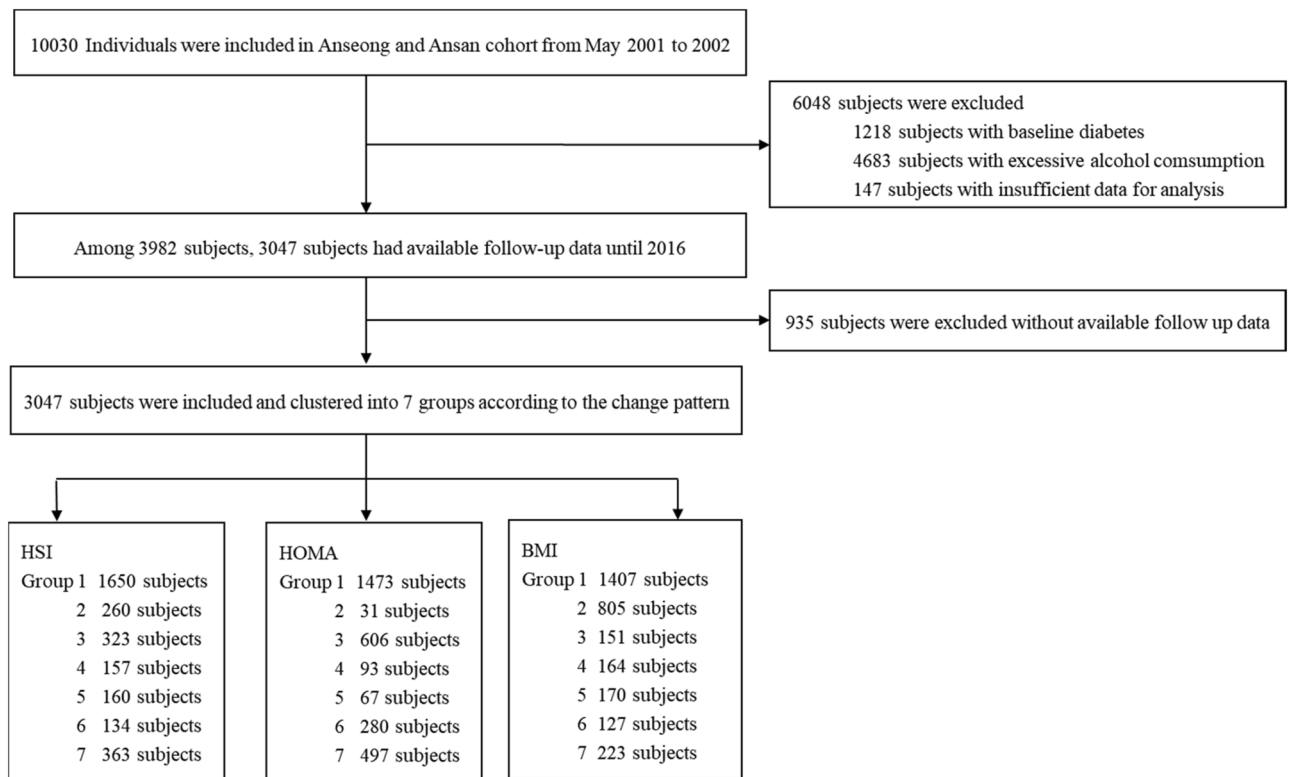 10030 Individuals were included in Anseong and Ansan cohort from May 2001 to 2002
6048 subjects were excluded
1218 subjects with baseline diabetes
4683 subjects with excessive alcohol comsumption
147 subjects with insufficient data for analysis
Among 3982 subjects, 3047 subjects had available follow-up data until 2016
935 subjects were excluded without available follow up data
3047 subjects were included and clustered into 7 groups according to the change pattern
HSI
Group 1 1650 subjects
2 260 subjects
3 323 subjects
4 157 subjects
5 160 subjects
6 134 subjects
7 363 subjects
HOMA
Group 1 1473 subjects
2 31 subjects
3 606 subjects
4 93 subjects
5 67 subjects
6 280 subjects
7 497 subjects
BMI
Group 1 1407 subjects
2 805 subjects
3 151 subjects
4 164 subjects
5 170 subjects
6 127 subjects
7 223 subjects